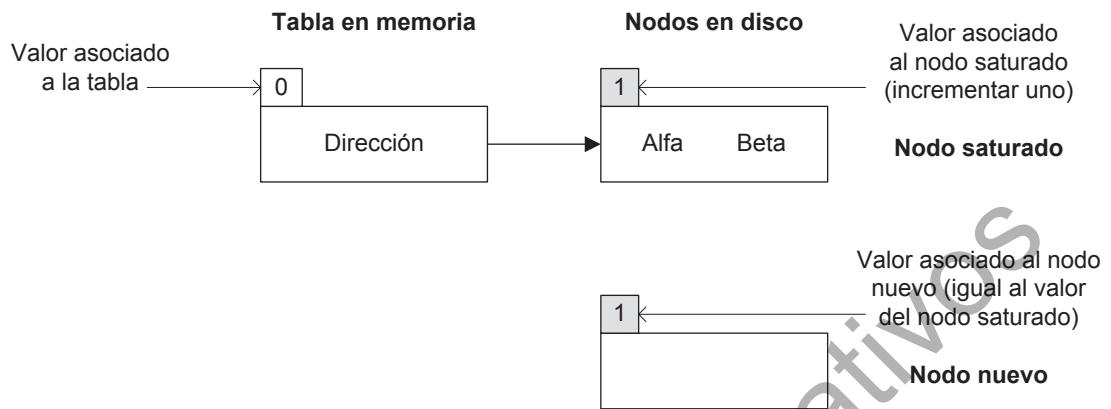 Tabla en memoria
Nodos en disco
Valor asociado
a la tabla
0
Dirección
1
Alfa Beta
Valor asociado
al nodo saturado
(incrementar uno)
Nodo saturado
1
Valor asociado al nodo
nuevo (igual al valor
del nodo saturado)
Nodo nuevo